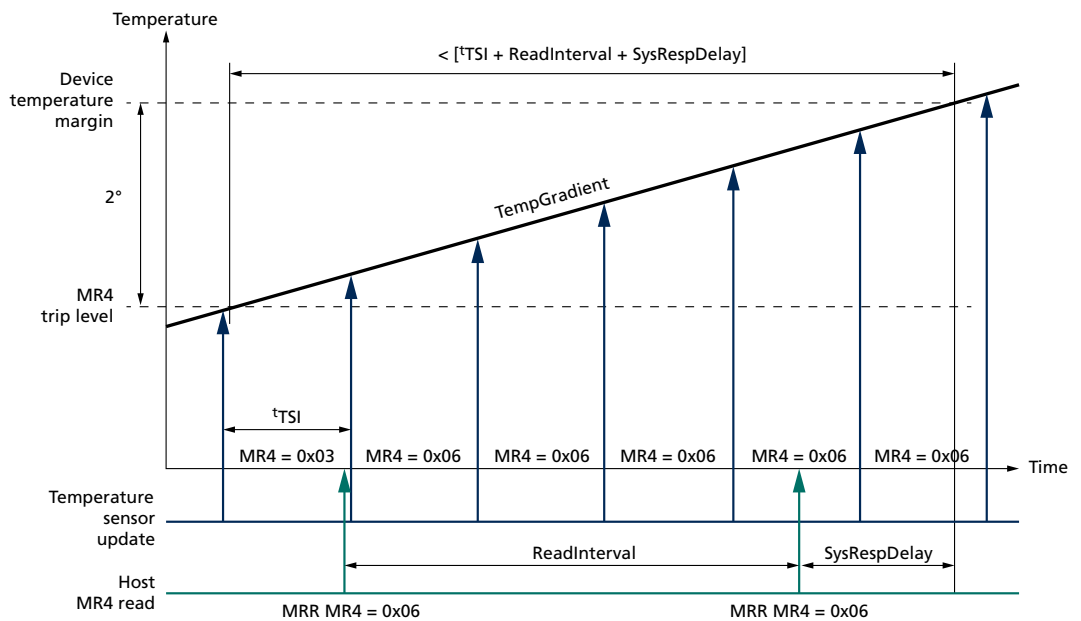 Temperature
< [tTSI + ReadInterval + SysRespDelay]
Device
temperature
margin
2°
TempGradient
MR4
trip level
tTSI
MR4 = 0x03
MR4 = 0x06
MR4 = 0x06
MR4 = 0x06
MR4 = 0x06
MR4 = 0x06
Time
Temperature
sensor
update
ReadInterval
SysRespDelay
Host
MR4 read
MRR MR4 = 0x06
MRR MR4 = 0x06